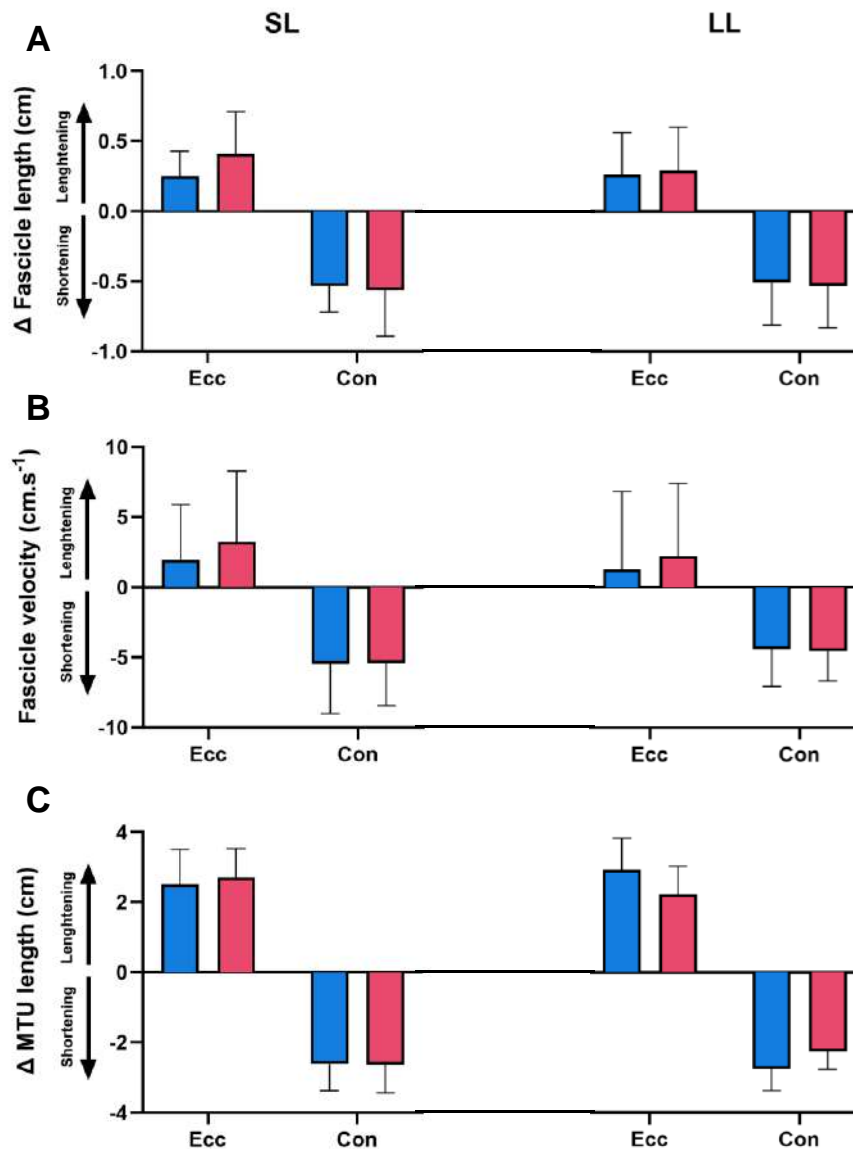 SL LL
A
Δ Fascicle length (cm)
Lenghtening
Shortening
1.0
0.5
0.0
-0.5
-1.0
Ecc Con Ecc Con
B
Fascicle velocity (cm.s⁻¹)
Lenghtening
Shortening
10
5
0
-5
-10
Ecc Con Ecc Con
C
Δ MTU length (cm)
Lenghtening
Shortening
4
2
0
-2
-4
Ecc Con Ecc Con